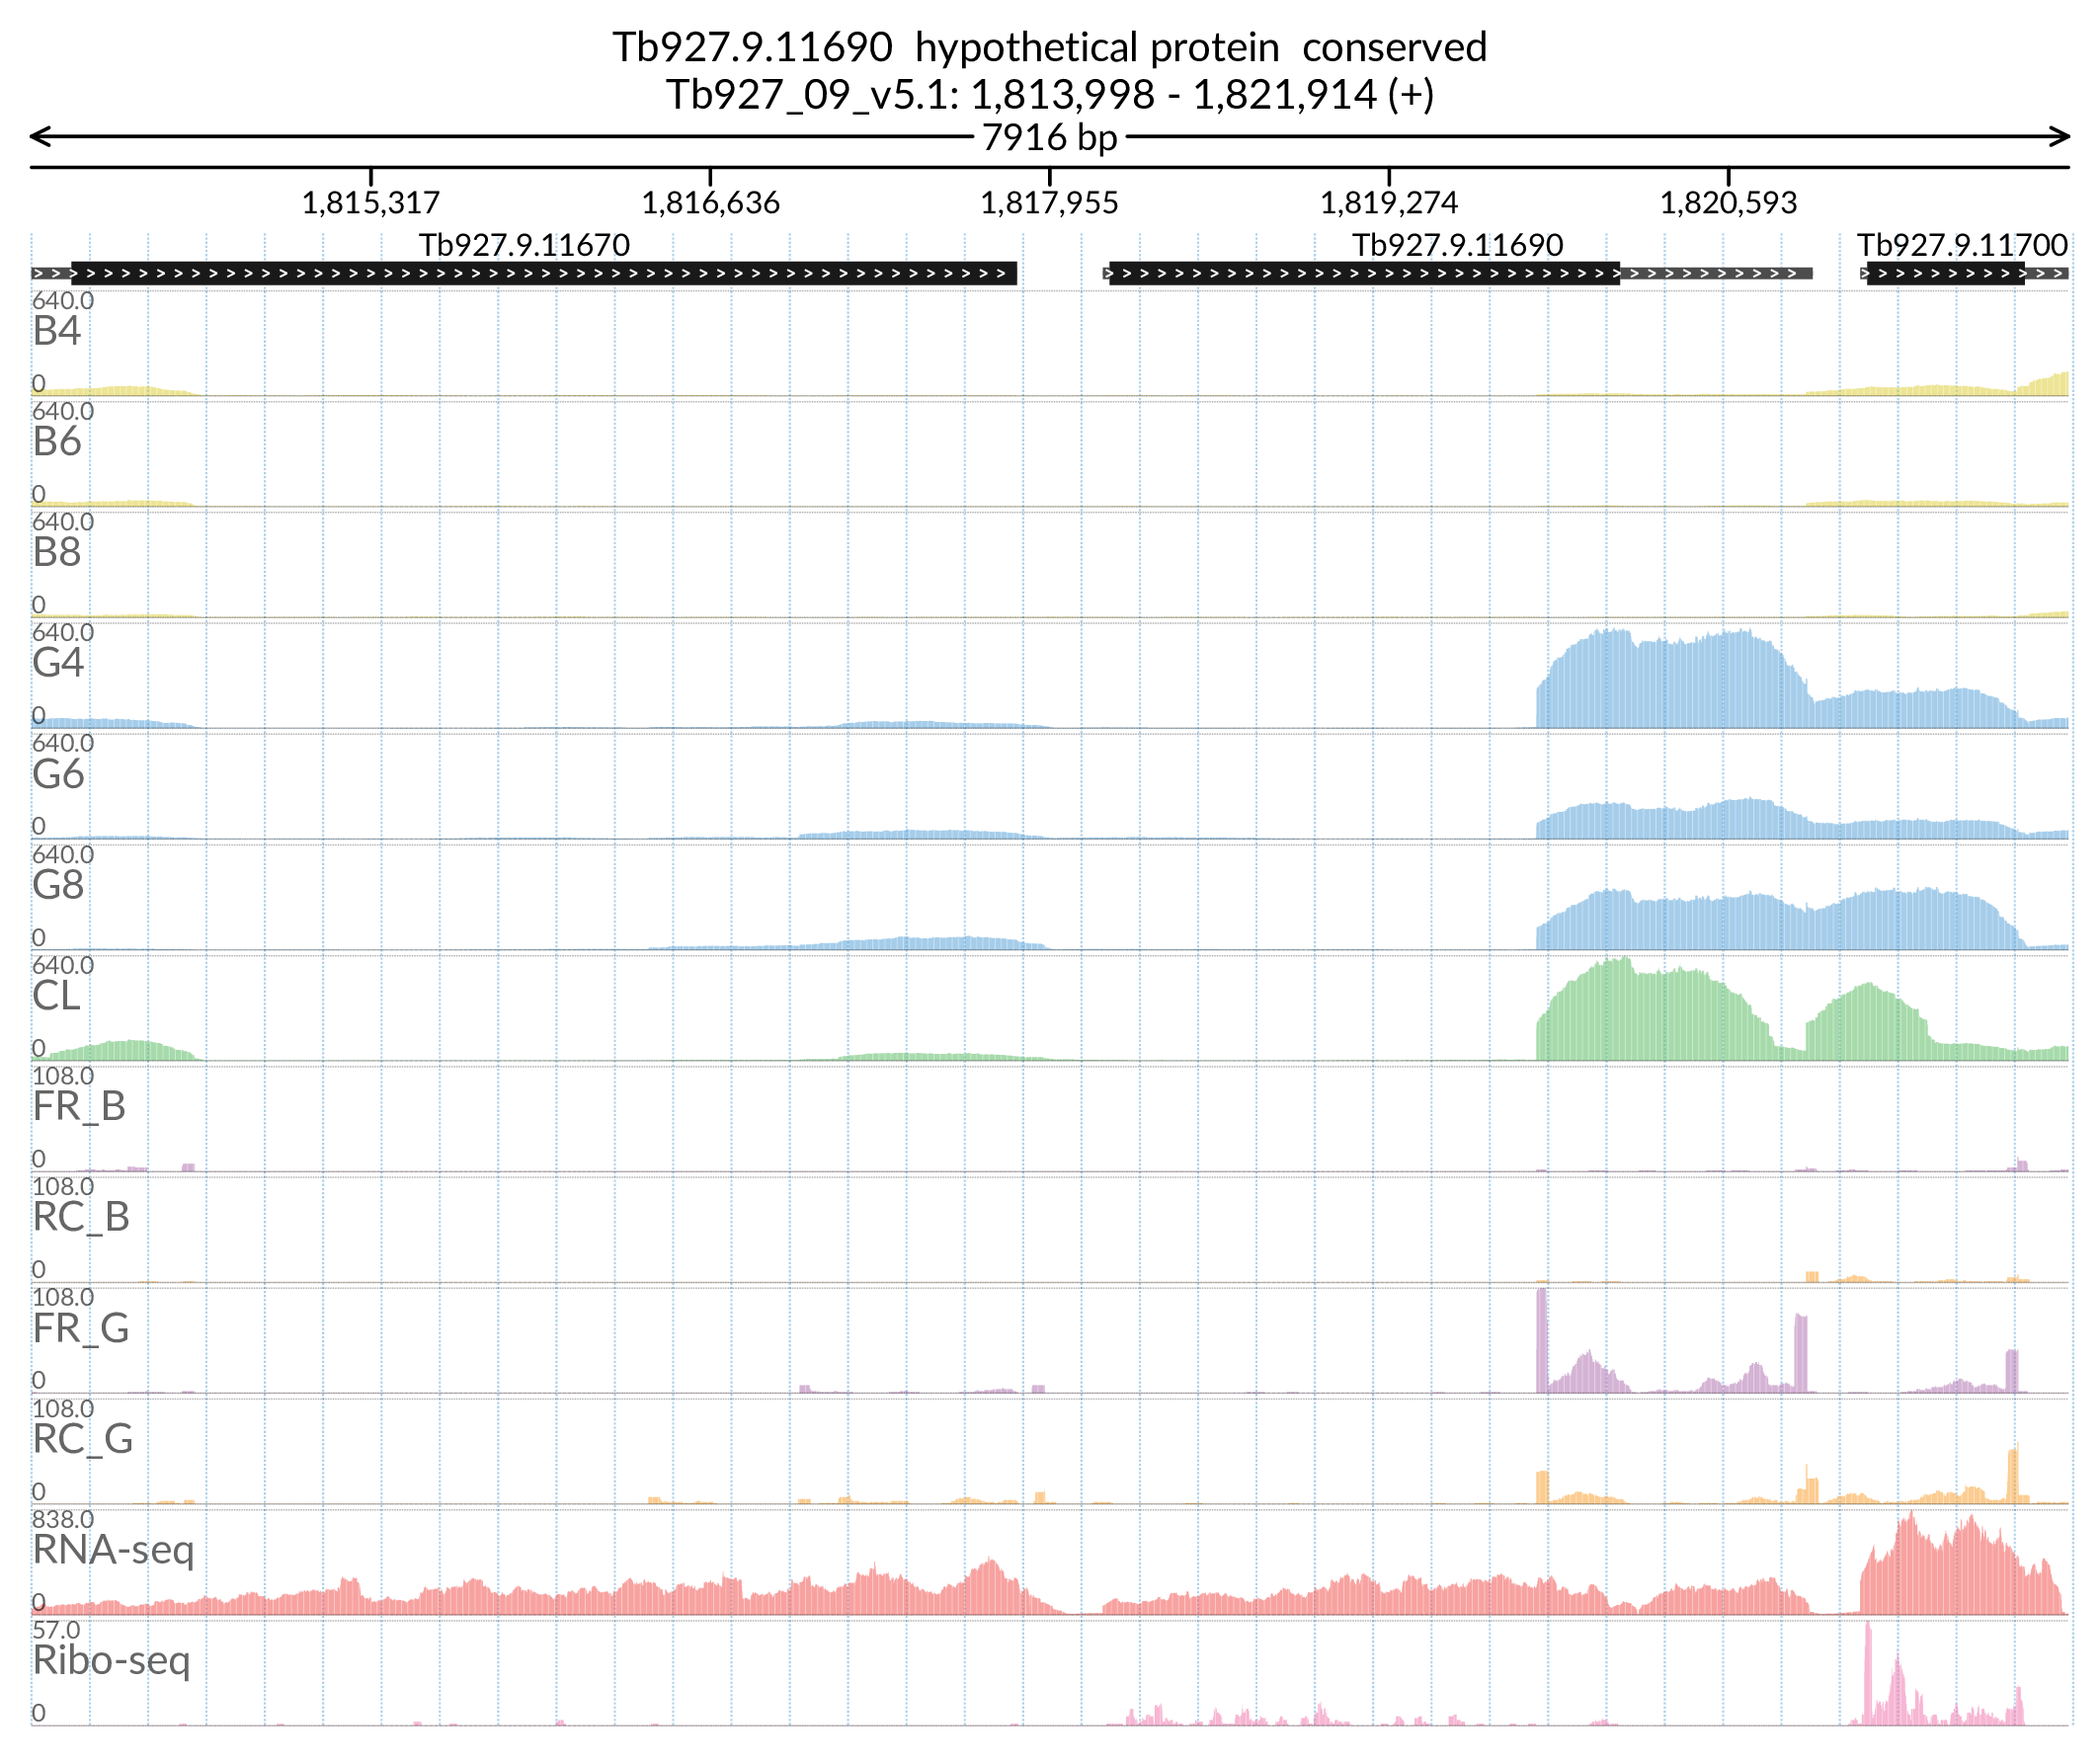 Tb927.9.11690 hypothetical protein conserved
Tb927_09_v5.1: 1,813,998 - 1,821,914 (+)
7916 bp
1,815,317 1,816,636 1,817,955 1,819,274 1,820,593
Tb927.9.11670 Tb927.9.11690 Tb927.9.11700
640.0
B4
0
640.0
B6
0
640.0
B8
0
640.0
G4
0
640.0
G6
0
640.0
G8
0
640.0
CL
0
108.0
FR_B
0
108.0
RC_B
0
108.0
FR_G
0
108.0
RC_G
0
838.0
RNA-seq
0
57.0
Ribo-seq
0